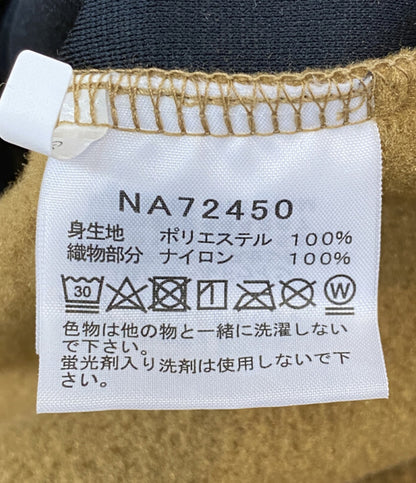 NA72450
身生地 ポリエステル 100%
織物部分 ナイロン 100%
30 W
色物は他の物と一緒に洗濯しない
で下さい。
蛍光剤入り洗剤は使用しないで下
さい。